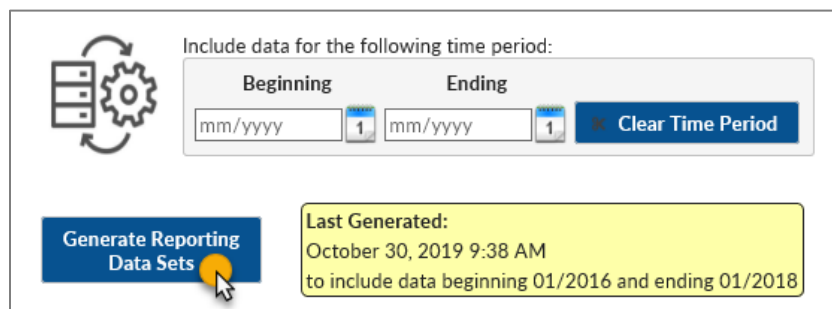 Include data for the following time period:
Beginning Ending
mm/yyyy 1 mm/yyyy 1 Clear Time Period
Generate Reporting
Data Sets
Last Generated:
October 30, 2019 9:38 AM
to include data beginning 01/2016 and ending 01/2018